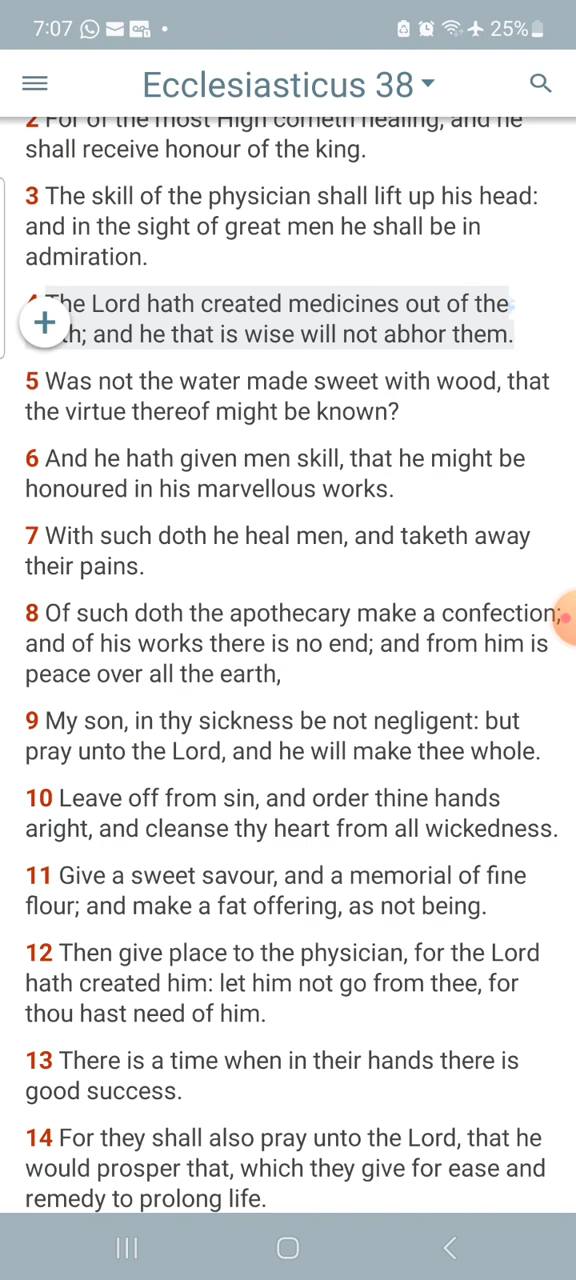 7:07
25%
Ecclesiasticus 38
2 For of the most High cometh healing, and he
shall receive honour of the king.
3 The skill of the physician shall lift up his head:
and in the sight of great men he shall be in
admiration.
4 The Lord hath created medicines out of the
th; and he that is wise will not abhor them.
5 Was not the water made sweet with wood, that
the virtue thereof might be known?
6 And he hath given men skill, that he might be
honoured in his marvellous works.
7 With such doth he heal men, and taketh away
their pains.
8 Of such doth the apothecary make a confection;
and of his works there is no end; and from him is
peace over all the earth,
9 My son, in thy sickness be not negligent: but
pray unto the Lord, and he will make thee whole.
10 Leave off from sin, and order thine hands
aright, and cleanse thy heart from all wickedness.
11 Give a sweet savour, and a memorial of fine
flour; and make a fat offering, as not being.
12 Then give place to the physician, for the Lord
hath created him: let him not go from thee, for
thou hast need of him.
13 There is a time when in their hands there is
good success.
14 For they shall also pray unto the Lord, that he
would prosper that, which they give for ease and
remedy to prolong life.